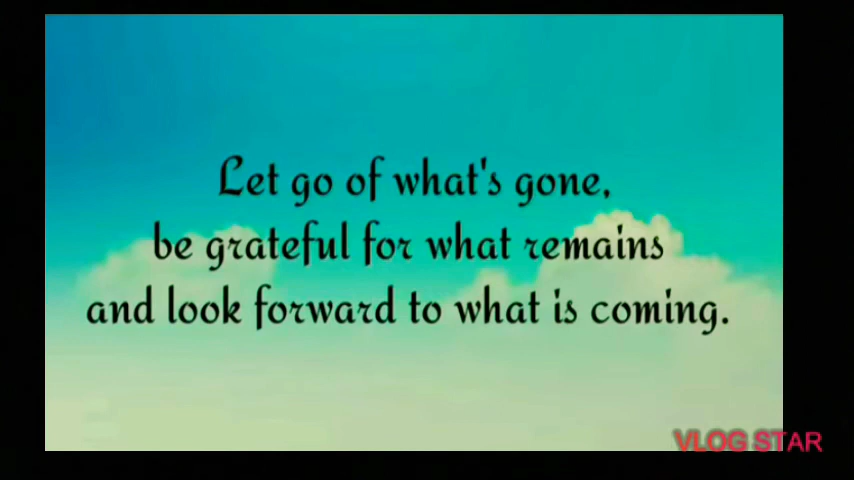 Let go of what's gone,
be grateful for what remains
and look forward to what is coming.
VLOG STAR